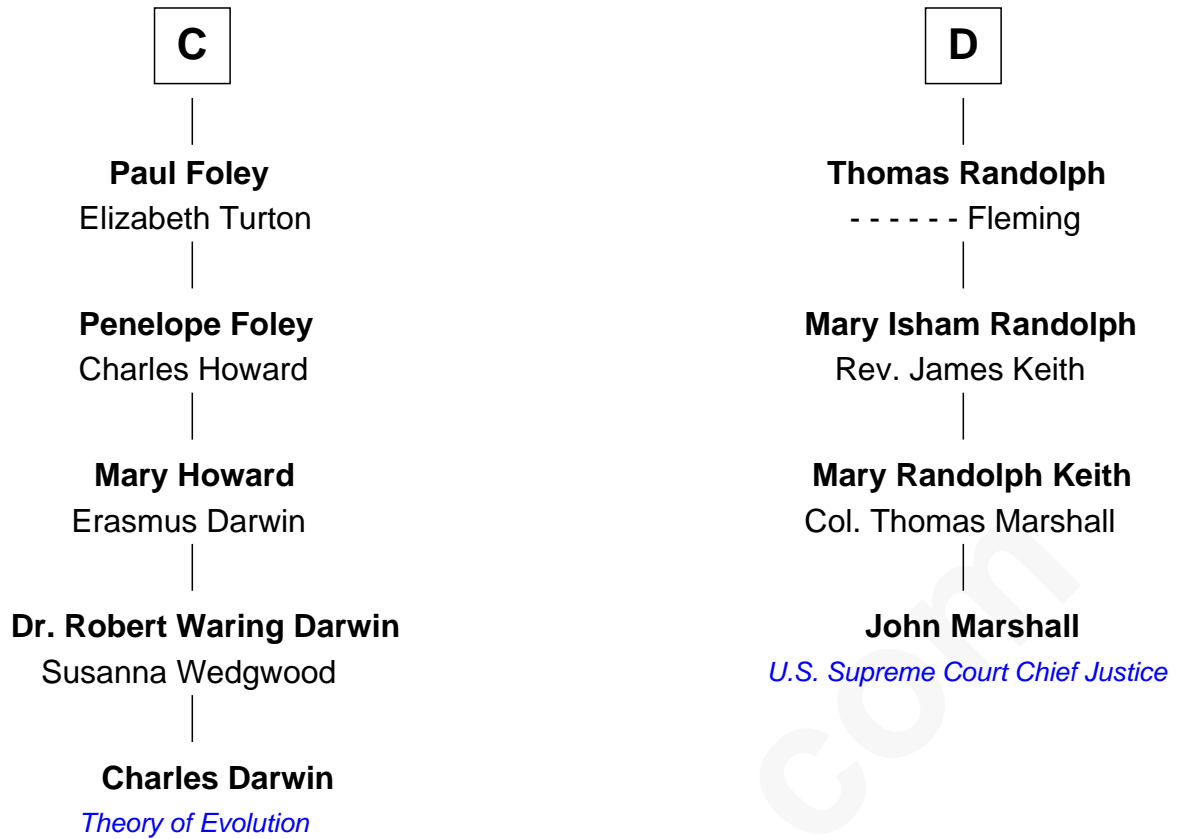 C
Paul Foley
Elizabeth Turton
Penelope Foley
Charles Howard
Mary Howard
Erasmus Darwin
Dr. Robert Waring Darwin
Susanna Wedgwood
Charles Darwin
Theory of Evolution
D
Thomas Randolph
- - - - - - Fleming
Mary Isham Randolph
Rev. James Keith
Mary Randolph Keith
Col. Thomas Marshall
John Marshall
U.S. Supreme Court Chief Justice
com